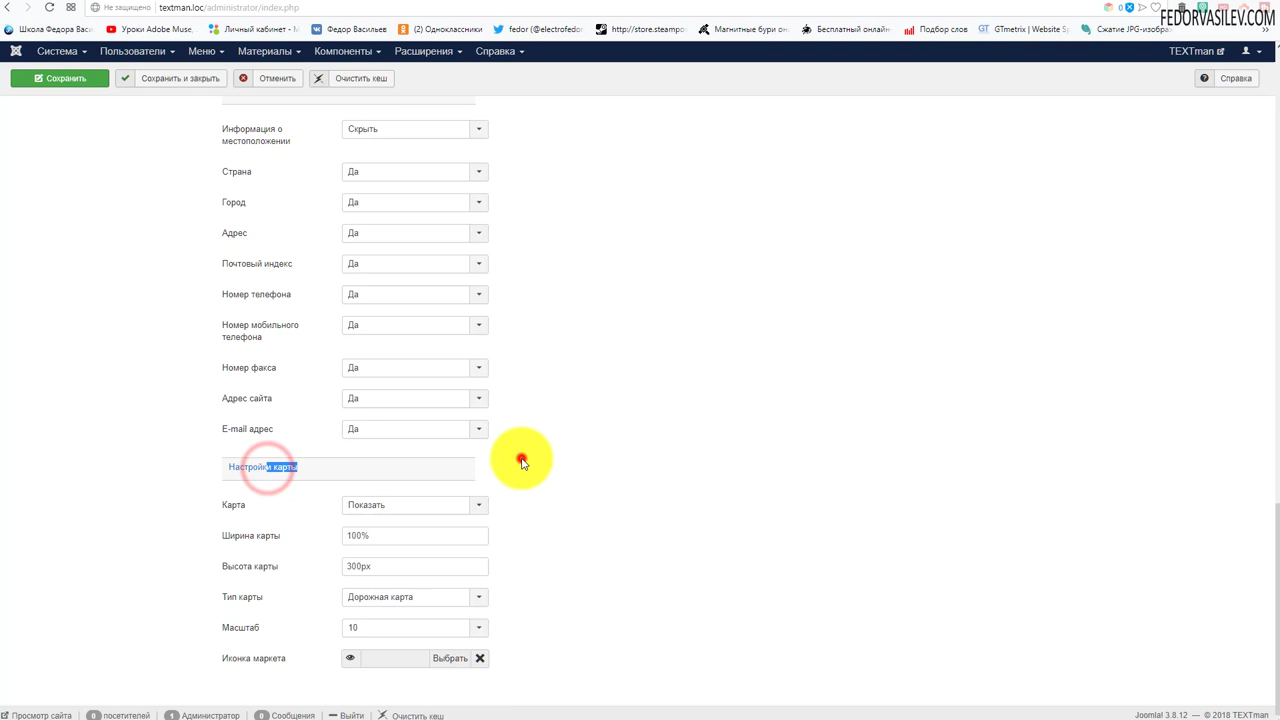 Не защищено textman.loc/administrator/index.php 0
FEDORVASILEV.COM
Школа Федора Васи Уроки Adobe Muse, Личный кабинет - М Федор Васильев (2) Одноклассники fedor (@electrofedor http://store.steampo Магнитные бури он Бесплатный онлайн Подбор слов GTmetrix | Website Sp Сжатие JPG-изобра
Система Пользователи Меню Материалы Компоненты Расширения Справка TEXTman
Сохранить Сохранить и закрыть Отменить Очистить кеш Справка
Информация о местоположении Скрыть
Страна Да
Город Да
Адрес Да
Почтовый индекс Да
Номер телефона Да
Номер мобильного телефона Да
Номер факса Да
Адрес сайта Да
E-mail адрес Да
Настройки карты
Карта Показать
Ширина карты 100%
Высота карты 300px
Тип карты Дорожная карта
Масштаб 10
Иконка маркета Выбрать
Просмотр сайта 0 посетителей 1 Администратор 0 Сообщения Выйти Очистить кеш Joomla! 3.8.12 — © 2018 TEXTman